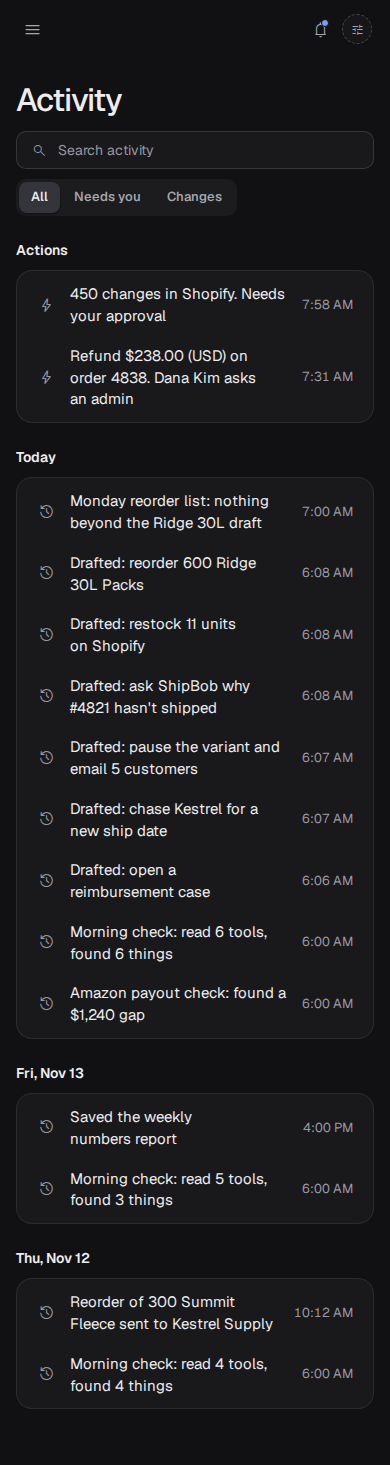 Activity
Search activity
All Needs you Changes
Actions
450 changes in Shopify. Needs
your approval
7:58 AM
Refund $238.00 (USD) on
order 4838. Dana Kim asks
an admin
7:31 AM
Today
Monday reorder list: nothing
beyond the Ridge 30L draft
7:00 AM
Drafted: reorder 600 Ridge
30L Packs
6:08 AM
Drafted: restock 11 units
on Shopify
6:08 AM
Drafted: ask ShipBob why
#4821 hasn't shipped
6:08 AM
Drafted: pause the variant and
email 5 customers
6:07 AM
Drafted: chase Kestrel for a
new ship date
6:07 AM
Drafted: open a
reimbursement case
6:06 AM
Morning check: read 6 tools,
found 6 things
6:00 AM
Amazon payout check: found a
$1,240 gap
6:00 AM
Fri, Nov 13
Saved the weekly
numbers report
4:00 PM
Morning check: read 5 tools,
found 3 things
6:00 AM
Thu, Nov 12
Reorder of 300 Summit
Fleece sent to Kestrel Supply
10:12 AM
Morning check: read 4 tools,
found 4 things
6:00 AM